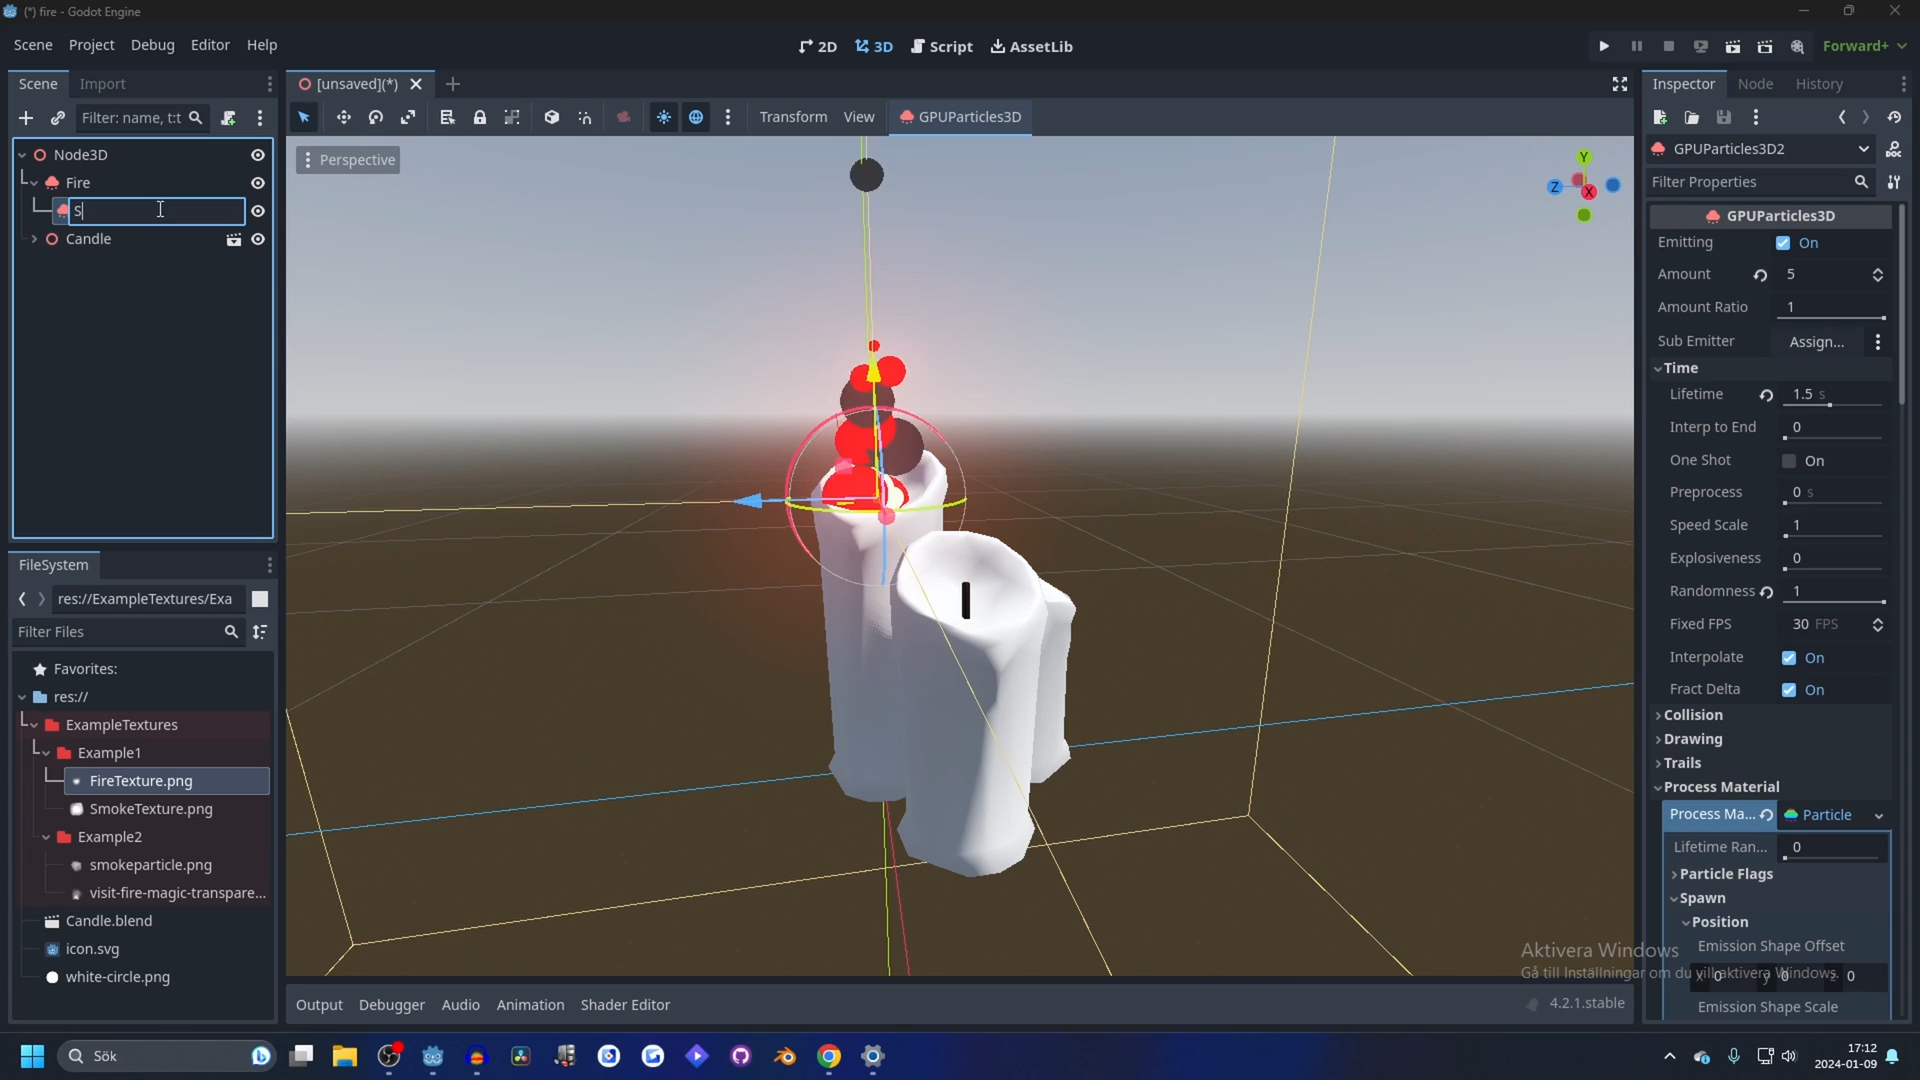 (*) fire - Godot Engine
Scene Project Debug Editor Help
2D 3D Script AssetLib
Forward+
Scene Import
Filter: name, t:t
Node3D
Fire
S
Candle
[unsaved](*)
Transform View GPUParticles3D
Perspective
Y
Z
X
FileSystem
res://ExampleTextures/Exa
Filter Files
Favorites:
res://
ExampleTextures
Example1
FireTexture.png
SmokeTexture.png
Example2
smokeparticle.png
visit-fire-magic-transpare...
Candle.blend
icon.svg
white-circle.png
Output Debugger Audio Animation Shader Editor
4.2.1.stable
Inspector Node History
GPUParticles3D2
Filter Properties
GPUParticles3D
Emitting On
Amount 5
Amount Ratio 1
Sub Emitter Assign...
Time
Lifetime 1.5 s
Interp to End 0
One Shot On
Preprocess 0 s
Speed Scale 1
Explosiveness 0
Randomness 1
Fixed FPS 30 FPS
Interpolate On
Fract Delta On
Collision
Drawing
Trails
Process Material
Process Ma... Particle
Lifetime Ran... 0
Particle Flags
Spawn
Position
Emission Shape Offset
x 0 y 0 z 0
Emission Shape Scale
Aktivera Windows
Gå till Inställningar om du vill aktivera Windows.
Sök
17:12
2024-01-09